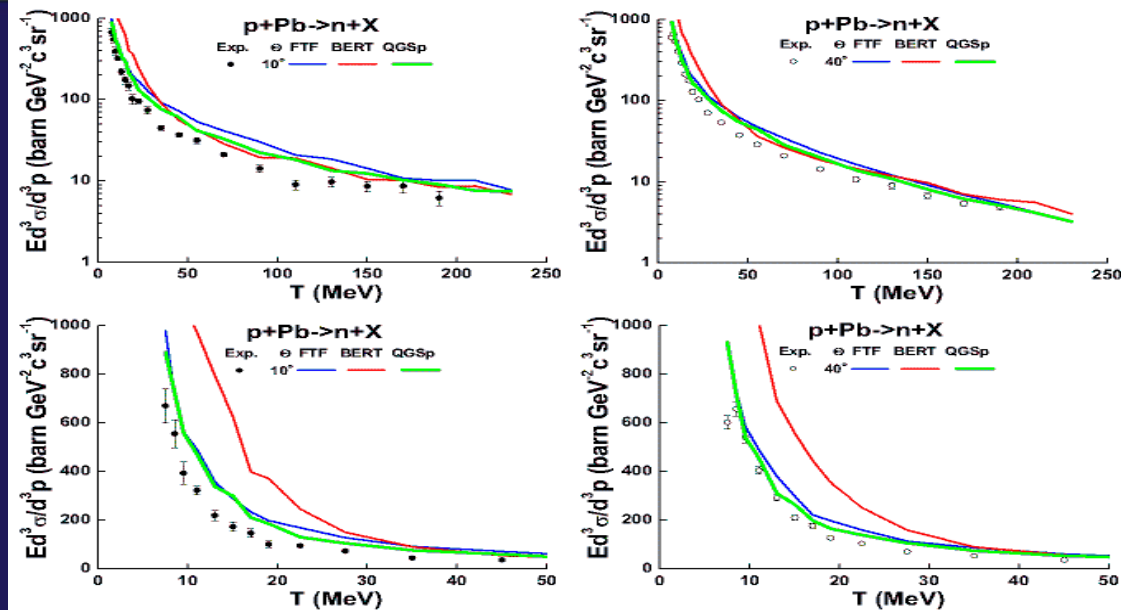 p+Pb->n+X
Exp. Θ FTF BERT QGSp
10°
Ed³σ/d³p (barn GeV⁻²c³sr⁻¹)
1000
100
10
1
0 50 100 150 200 250
T (MeV)
p+Pb->n+X
Exp. Θ FTF BERT QGSp
40°
Ed³σ/d³p (barn GeV⁻²c³sr⁻¹)
1000
100
10
1
0 50 100 150 200 250
T (MeV)
p+Pb->n+X
Exp. Θ FTF BERT QGSp
10°
Ed³σ/d³p (barn GeV⁻²c³sr⁻¹)
1000
800
600
400
200
0
0 10 20 30 40 50
T (MeV)
p+Pb->n+X
Exp. Θ FTF BERT QGSp
40°
Ed³σ/d³p (barn GeV⁻²c³sr⁻¹)
1000
800
600
400
200
0
0 10 20 30 40 50
T (MeV)